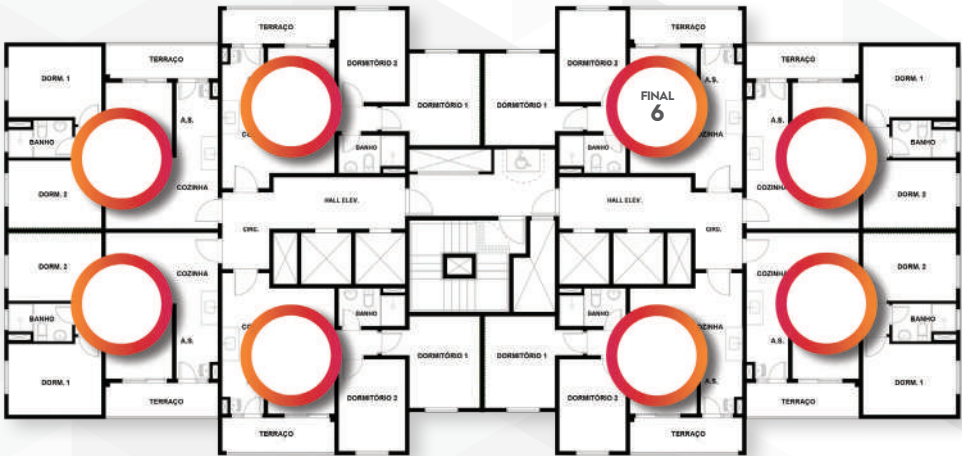 TERRAÇO
TERRAÇO
TERRAÇO
DORMITÓRIO 2
DORMITÓRIO 2
TERRAÇO
DORM. 1
A.S.
A.S.
DORM. 1
DORMITÓRIO 1
DORMITÓRIO 1
FINAL
6
A.S.
A.S.
COZINHA
BANHO
BANHO
BANHO
BANHO
DORM. 2
COZINHA
COZINHA
DORM. 2
HALL ELEV.
HALL ELEV.
CIRC.
CIRC.
DORM. 2
COZINHA
COZINHA
DORM. 2
BANHO
BANHO
BANHO
BANHO
COZINHA
A.S.
A.S.
DORMITÓRIO 1
DORMITÓRIO 1
DORM. 1
A.S.
DORM. 1
TERRAÇO
DORMITÓRIO 2
DORMITÓRIO 2
TERRAÇO
TERRAÇO
TERRAÇO